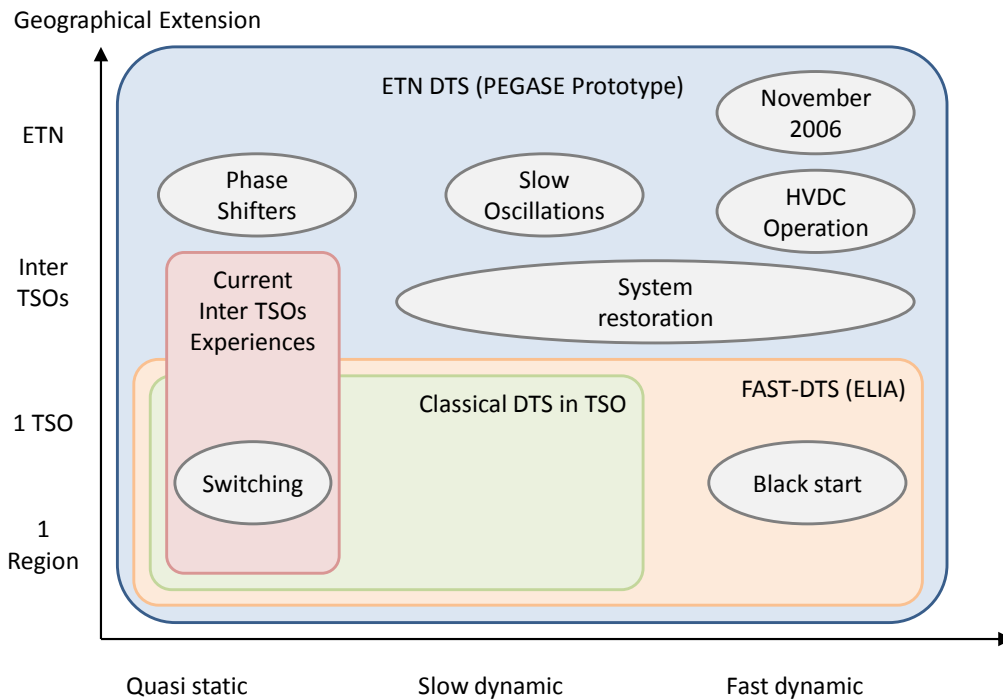 Geographical Extension
ETN DTS (PEGASE Prototype)
November
2006
ETN
Phase
Shifters
Slow
Oscillations
HVDC
Operation
Inter
TSOs
Current
Inter TSOs
Experiences
System
restoration
1 TSO
Classical DTS in TSO
FAST-DTS (ELIA)
Switching
Black start
1
Region
Quasi static
Slow dynamic
Fast dynamic